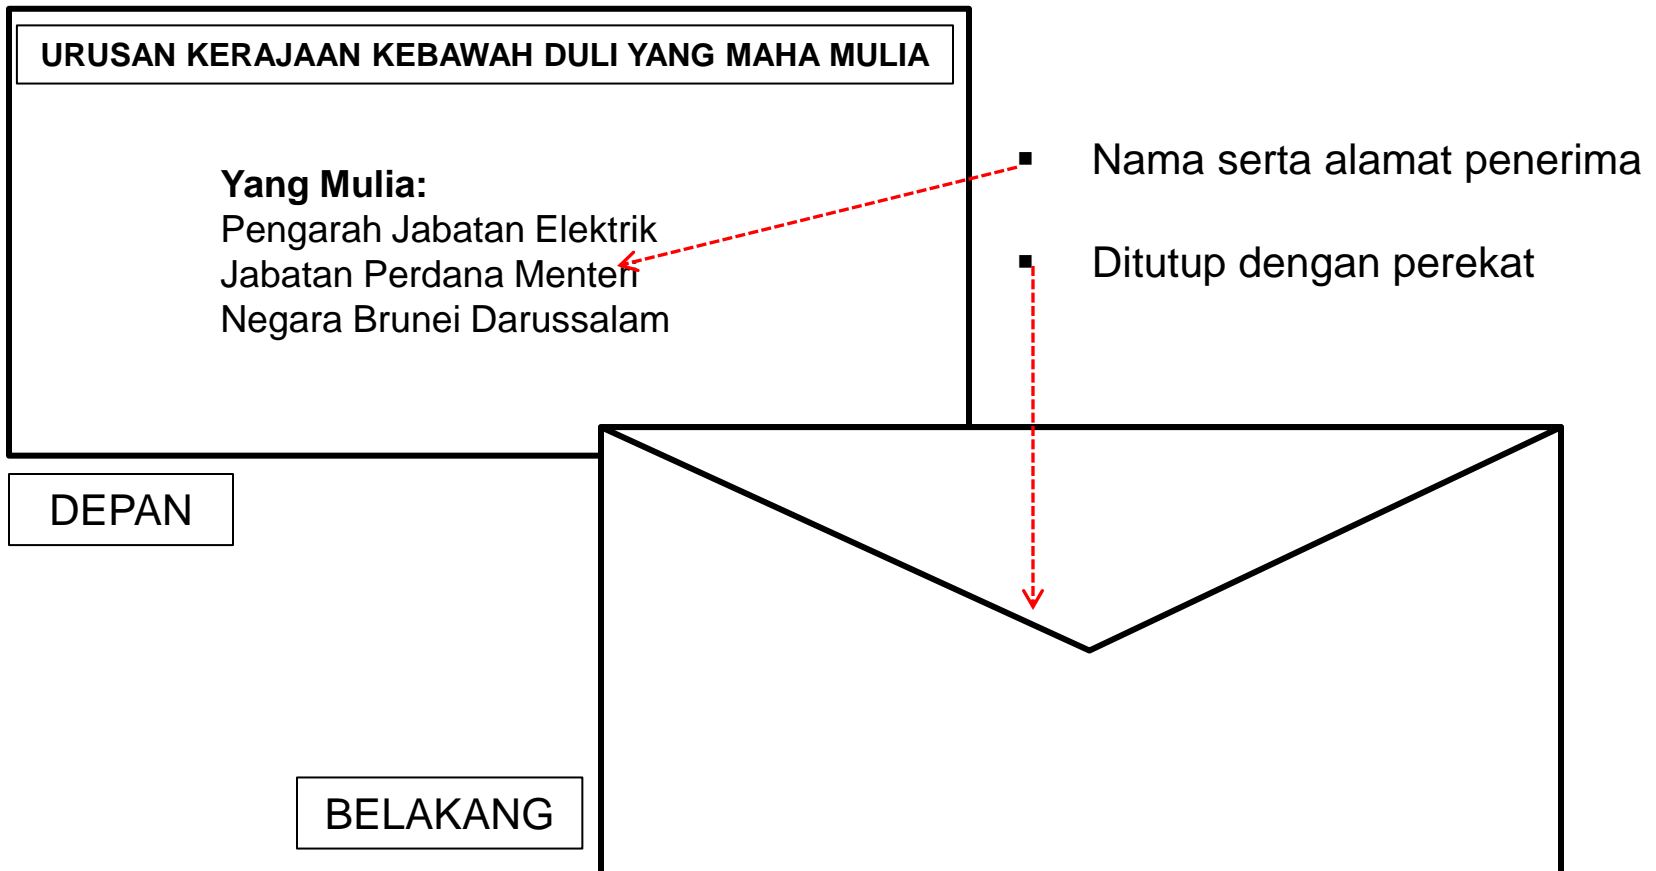 URUSAN KERAJAAN KEBAWAH DULI YANG MAHA MULIA
Yang Mulia:
Pengarah Jabatan Elektrik
Jabatan Perdana Menteri
Negara Brunei Darussalam
▪ Nama serta alamat penerima
▪ Ditutup dengan perekat
DEPAN
BELAKANG